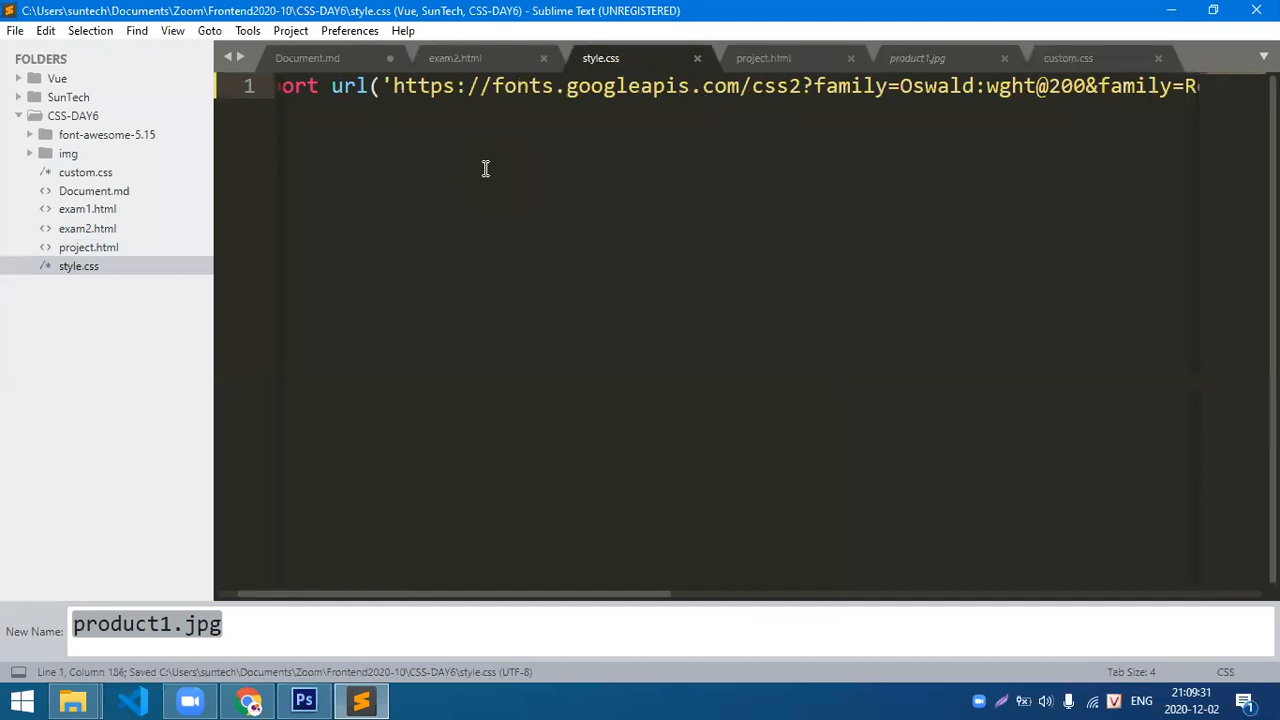 C:\Users\suntech\Documents\Zoom\Frontend2020-10\CSS-DAY6\style.css (Vue, SunTech, CSS-DAY6) - Sublime Text (UNREGISTERED)
File Edit Selection Find View Goto Tools Project Preferences Help
FOLDERS
Vue
SunTech
CSS-DAY6
font-awesome-5.15
img
custom.css
Document.md
exam1.html
exam2.html
project.html
style.css
Document.md exam2.html style.css project.html product1.jpg custom.css
1 ort url('https://fonts.googleapis.com/css2?family=Oswald:wght@200&family=R
New Name: product1.jpg
Line 1, Column 186; Saved C:\Users\suntech\Documents\Zoom\Frontend2020-10\CSS-DAY6\style.css (UTF-8) Tab Size: 4 CSS
Ps
V ENG
21:09:31
2020-12-02
1